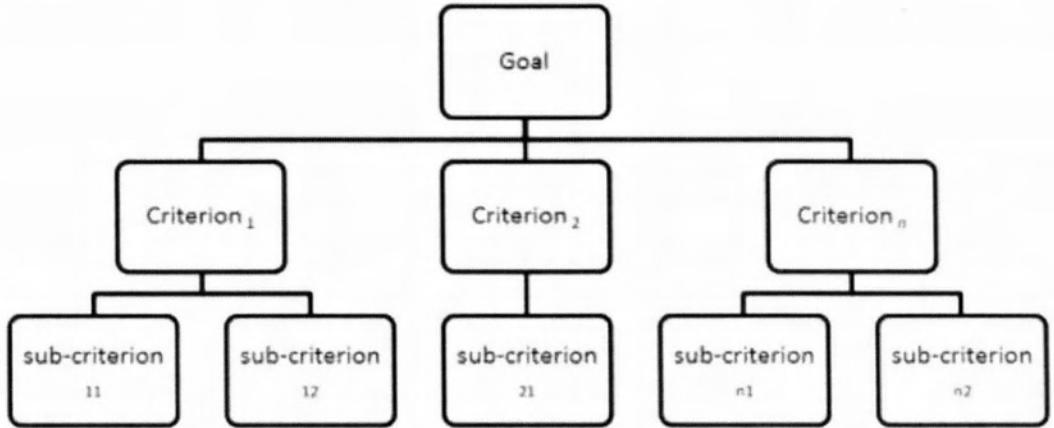 Goal
Criterion 1
Criterion 2
Criterion n
sub-criterion
11
sub-criterion
12
sub-criterion
21
sub-criterion
n1
sub-criterion
n2